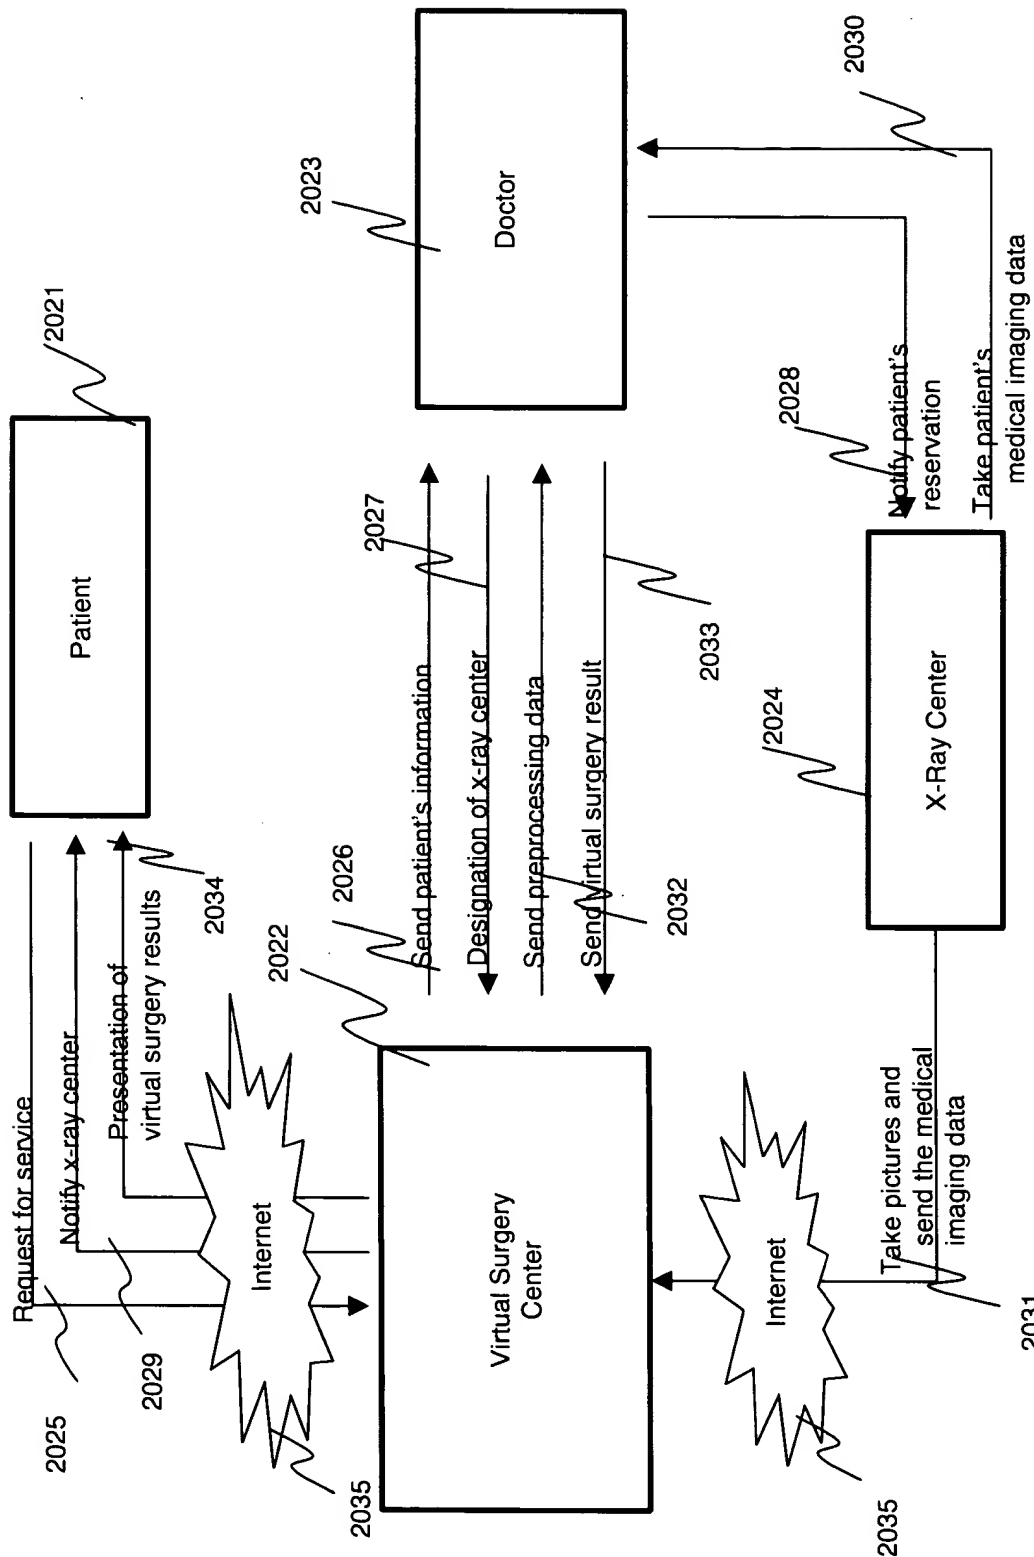 Patient
2021
Request for service
Notify x-ray center
Presentation of
virtual surgery results
2034
2025
2029
Internet
2035
2022
2026
2027
2023
Doctor
Virtual Surgery
Center
Send patient's information
Designation of x-ray center
Send preprocessing data
Send virtual surgery result
2032
2033
2028
2030
Notify patient's
reservation
Take patient's
medical imaging data
2024
X-Ray Center
Internet
2035
Take pictures and
send the medical
imaging data
2031